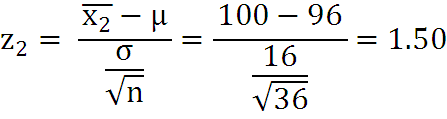 z₂ = (x̅₂ − μ) / (σ / √n) = (100 − 96) / (16 / √36) = 1.50